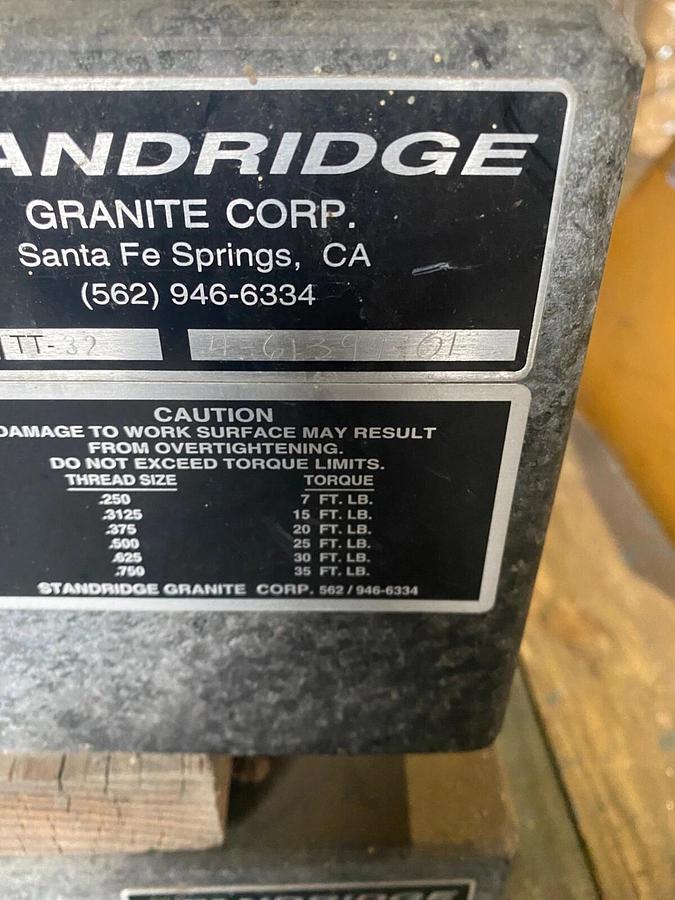 ANDRIDGE
GRANITE CORP.
Santa Fe Springs, CA
(562) 946-6334
TT-32
CAUTION
DAMAGE TO WORK SURFACE MAY RESULT
FROM OVERTIGHTENING.
DO NOT EXCEED TORQUE LIMITS.
THREAD SIZE TORQUE
.250 7 FT. LB.
.3125 15 FT. LB.
.375 20 FT. LB.
.500 25 FT. LB.
.625 30 FT. LB.
.750 35 FT. LB.
STANDRIDGE GRANITE CORP. 562 / 946-6334